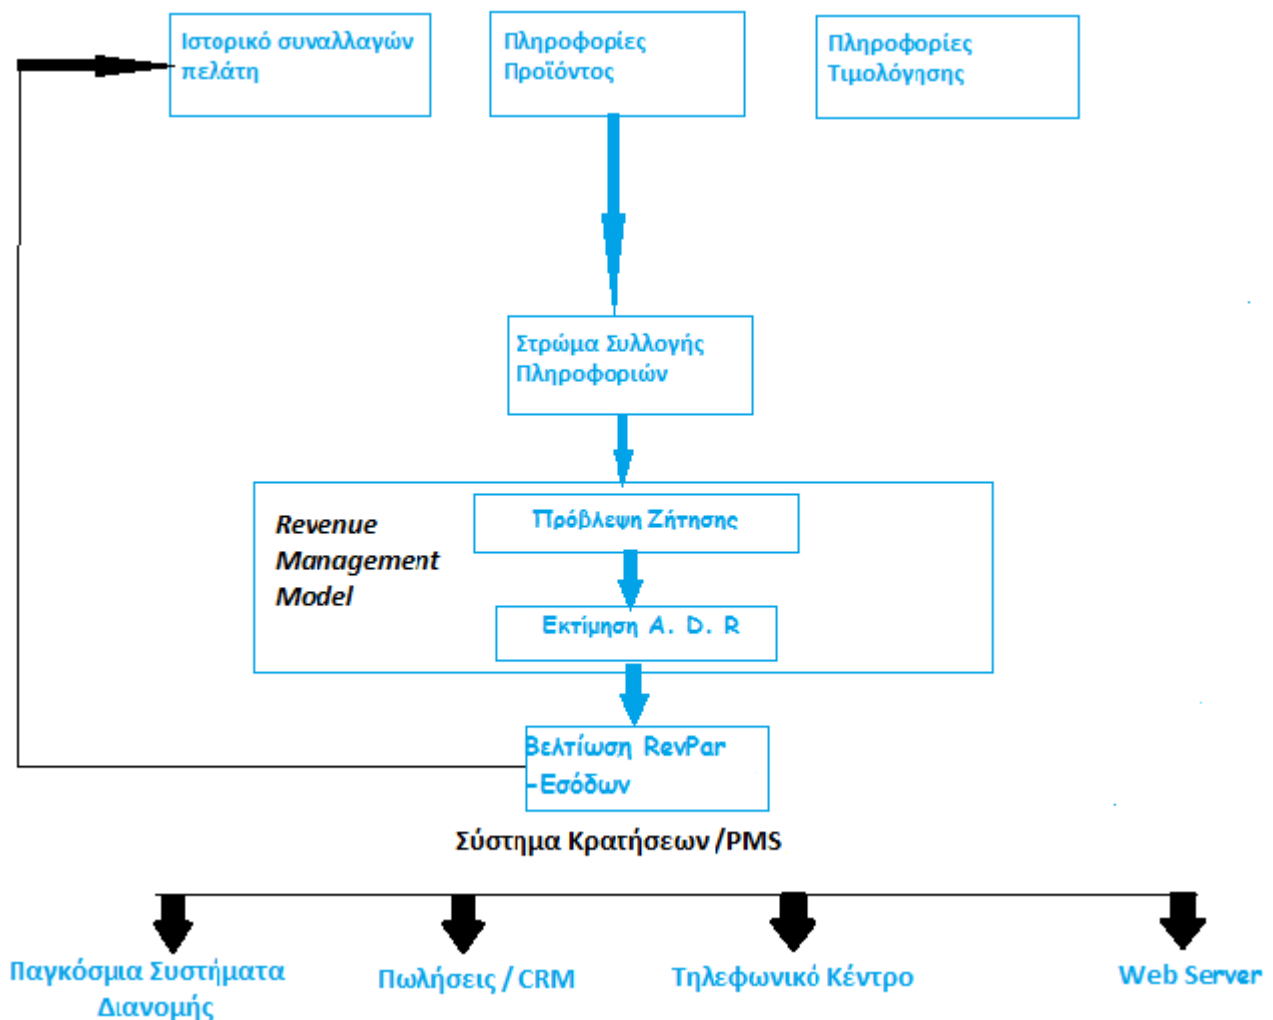 Ιστορικό συναλλαγών
πελάτη
Πληροφορίες
Προϊόντος
Πληροφορίες
Τιμολόγησης
Στρώμα Συλλογής
Πληροφοριών
Revenue
Management
Model
Πρόβλεψη Ζήτησης
Εκτίμηση A. D. R
Βελτίωση RevPar
-Εσόδων
Σύστημα Κρατήσεων /PMS
Παγκόσμια Συστήματα
Διανομής
Πωλήσεις / CRM
Τηλεφωνικό Κέντρο
Web Server